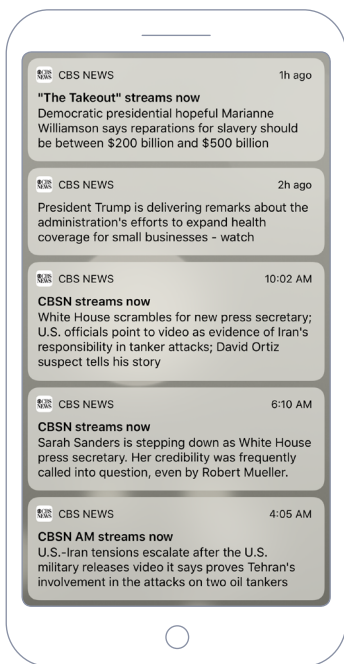 CBS NEWS 1h ago
"The Takeout" streams now
Democratic presidential hopeful Marianne
Williamson says reparations for slavery should
be between $200 billion and $500 billion
CBS NEWS 2h ago
President Trump is delivering remarks about the
administration's efforts to expand health
coverage for small businesses - watch
CBS NEWS 10:02 AM
CBSN streams now
White House scrambles for new press secretary;
U.S. officials point to video as evidence of Iran's
responsibility in tanker attacks; David Ortiz
suspect tells his story
CBS NEWS 6:10 AM
CBSN streams now
Sarah Sanders is stepping down as White House
press secretary. Her credibility was frequently
called into question, even by Robert Mueller.
CBS NEWS 4:05 AM
CBSN AM streams now
U.S.-Iran tensions escalate after the U.S.
military releases video it says proves Tehran's
involvement in the attacks on two oil tankers